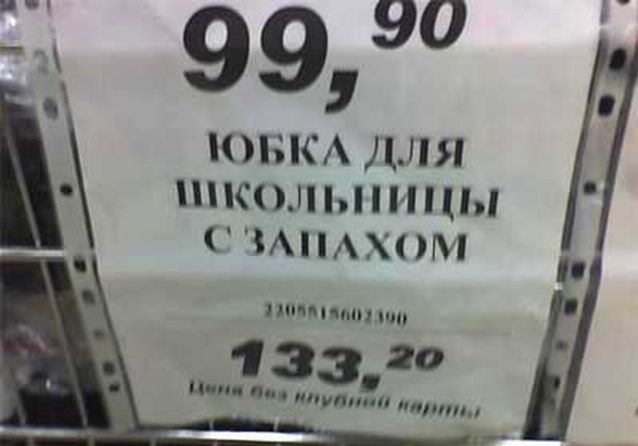 99,90
ЮБКА ДЛЯ
ШКОЛЬНИЦЫ
С ЗАПАХОМ
2205515602390
133,20
Цена без клубной карты